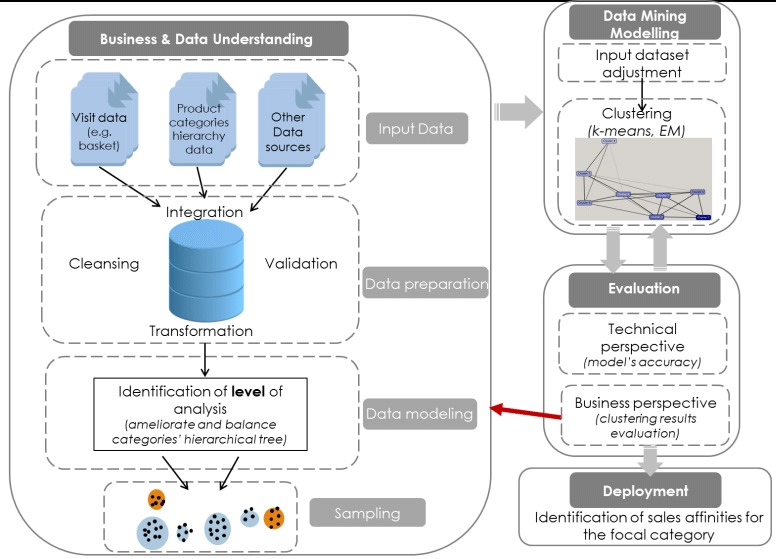 Business & Data Understanding
Visit data
(e.g.
basket)
Product
categories
hierarchy
data
Other
Data
sources
Input Data
Integration
Cleansing
Validation
Transformation
Data preparation
Identification of level of
analysis
(ameliorate and balance
categories' hierarchical tree)
Data modeling
Sampling
Data Mining
Modelling
Input dataset
adjustment
Clustering
(k-means, EM)
Evaluation
Technical
perspective
(model's accuracy)
Business perspective
(clustering results
evaluation)
Deployment
Identification of sales affinities for
the focal category